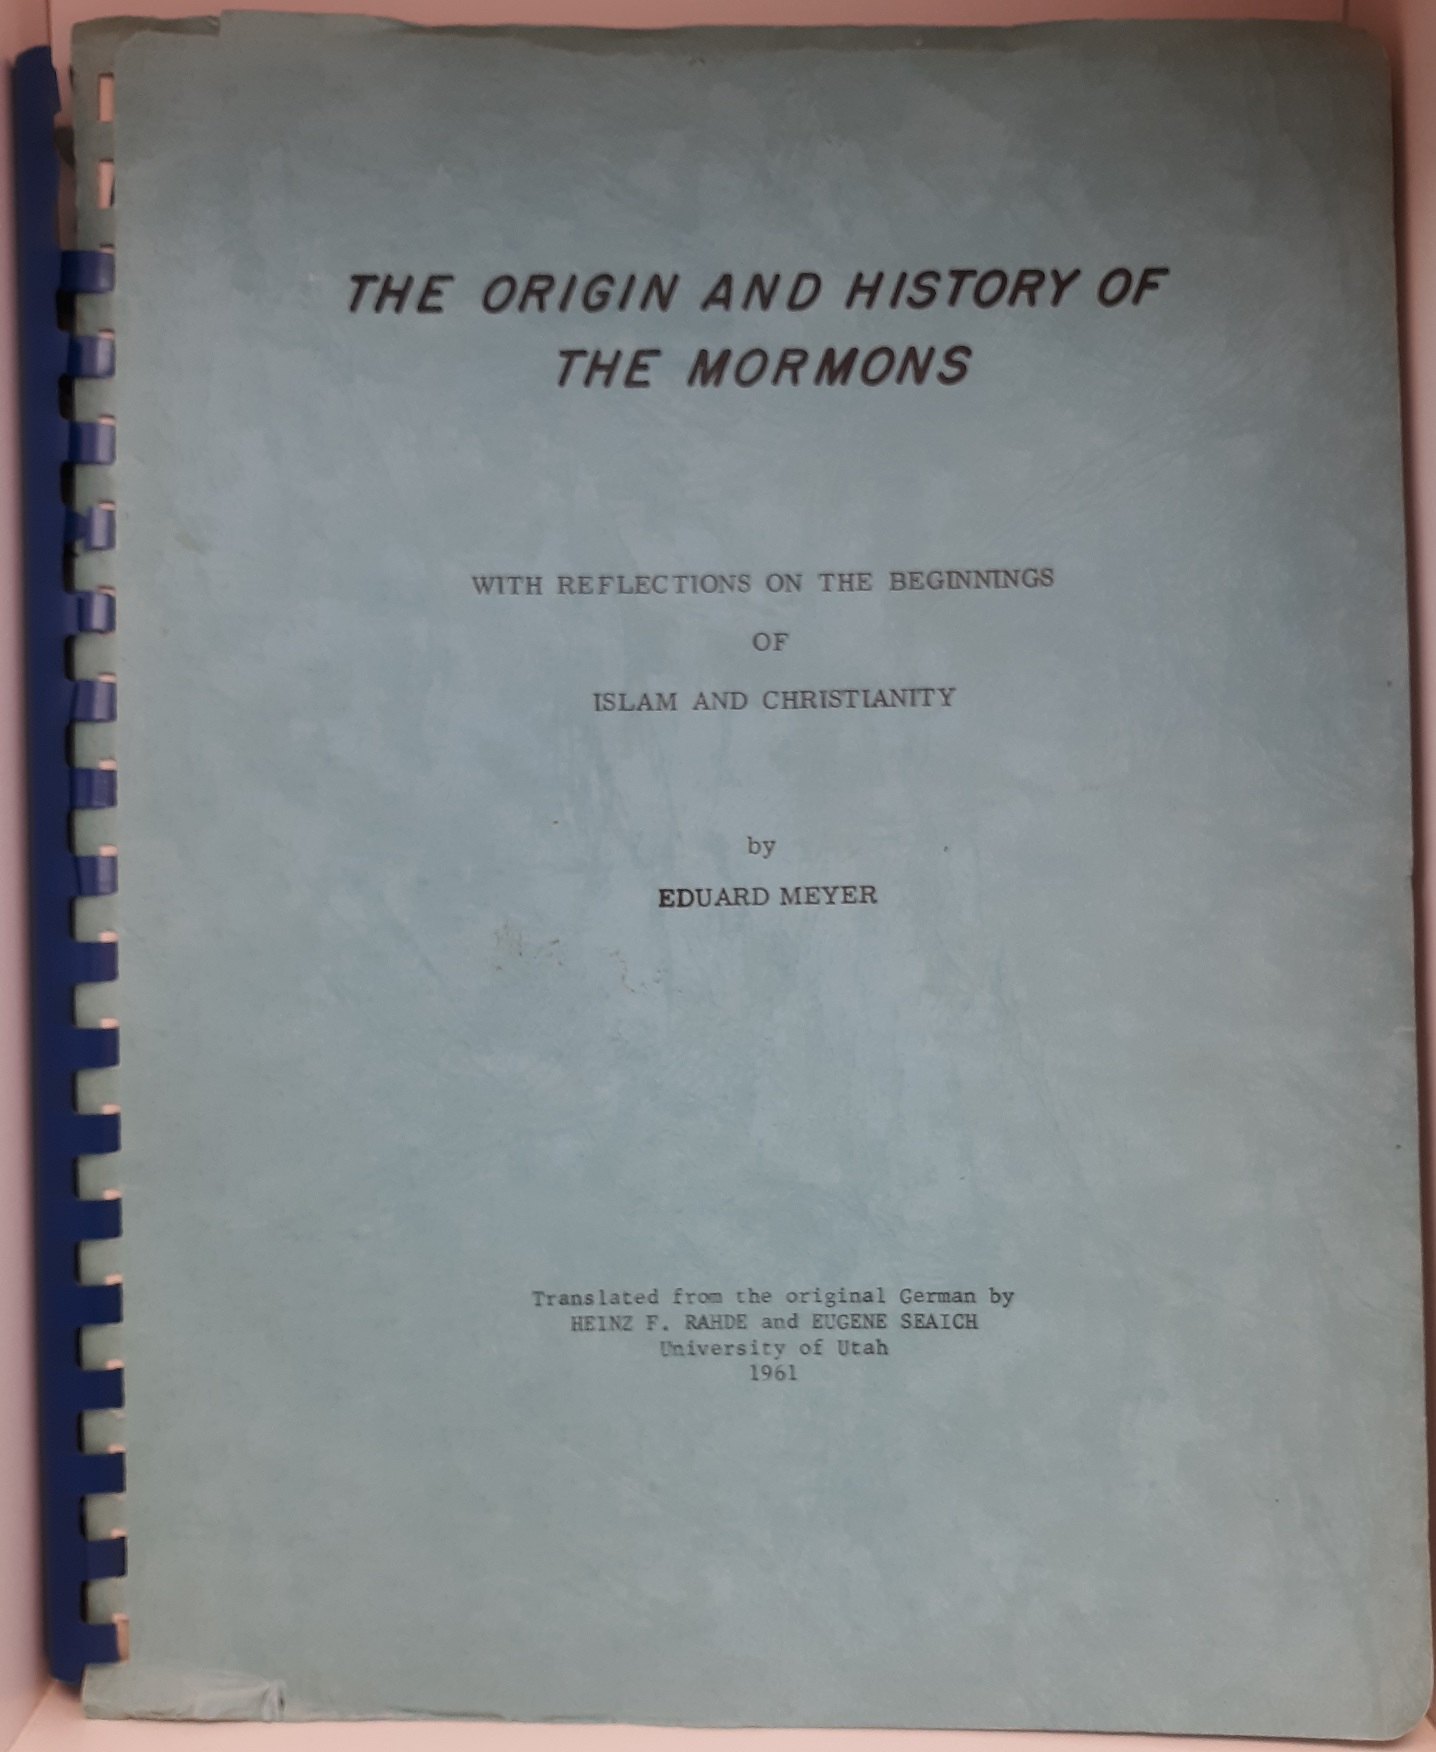 THE ORIGIN AND HISTORY OF
THE MORMONS
WITH REFLECTIONS ON THE BEGINNINGS
OF
ISLAM AND CHRISTIANITY
by
EDUARD MEYER
Translated from the original German by
HEINZ F. RAHDE and EUGENE SEAICH
University of Utah
1961